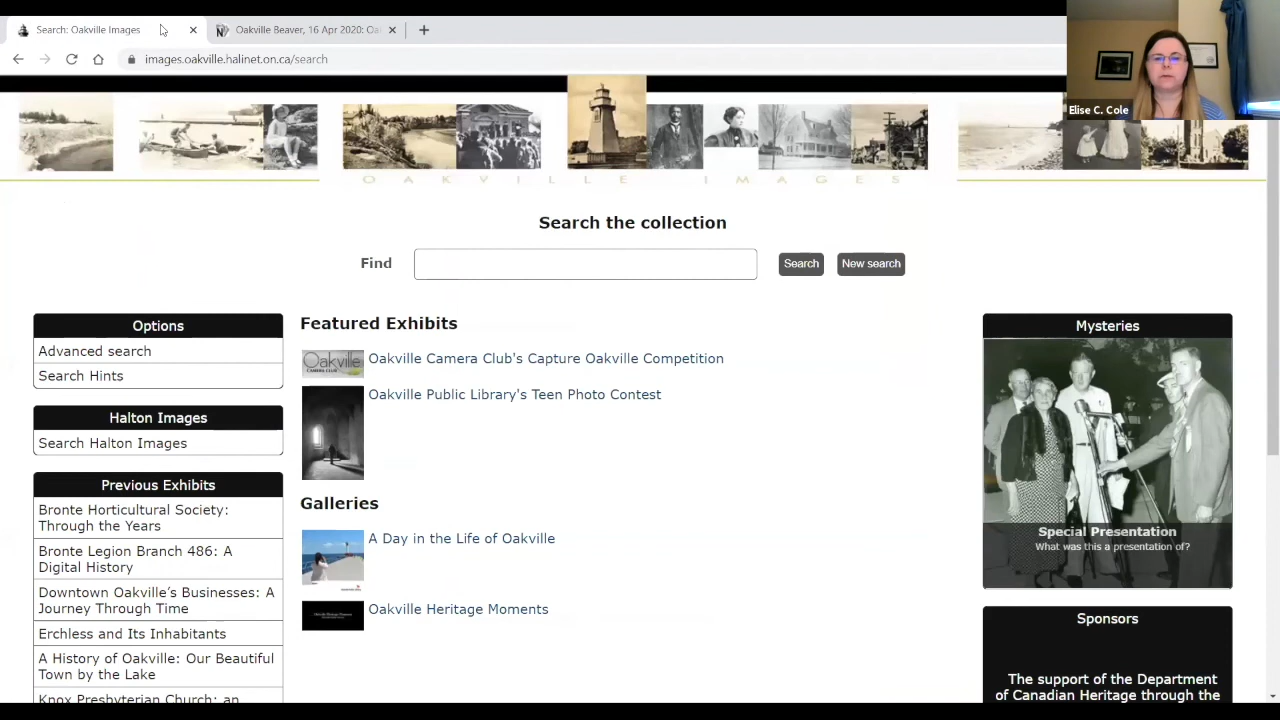 Search: Oakville Images
Oakville Beaver, 16 Apr 2020: Oa
images.oakville.halinet.on.ca/search
Elise C. Cole
OAKVILLE IMAGES
Search the collection
Find
Search
New search
Options
Advanced search
Search Hints
Halton Images
Search Halton Images
Previous Exhibits
Bronte Horticultural Society:
Through the Years
Bronte Legion Branch 486: A
Digital History
Downtown Oakville’s Businesses: A
Journey Through Time
Erchless and Its Inhabitants
A History of Oakville: Our Beautiful
Town by the Lake
Knox Presbyterian Church: an
Featured Exhibits
Oakville
CAMERA CLUB
Oakville Camera Club's Capture Oakville Competition
Oakville Public Library's Teen Photo Contest
Galleries
A Day in the Life of Oakville
Oakville Heritage Moments
Mysteries
Special Presentation
What was this a presentation of?
Sponsors
The support of the Department
of Canadian Heritage through the